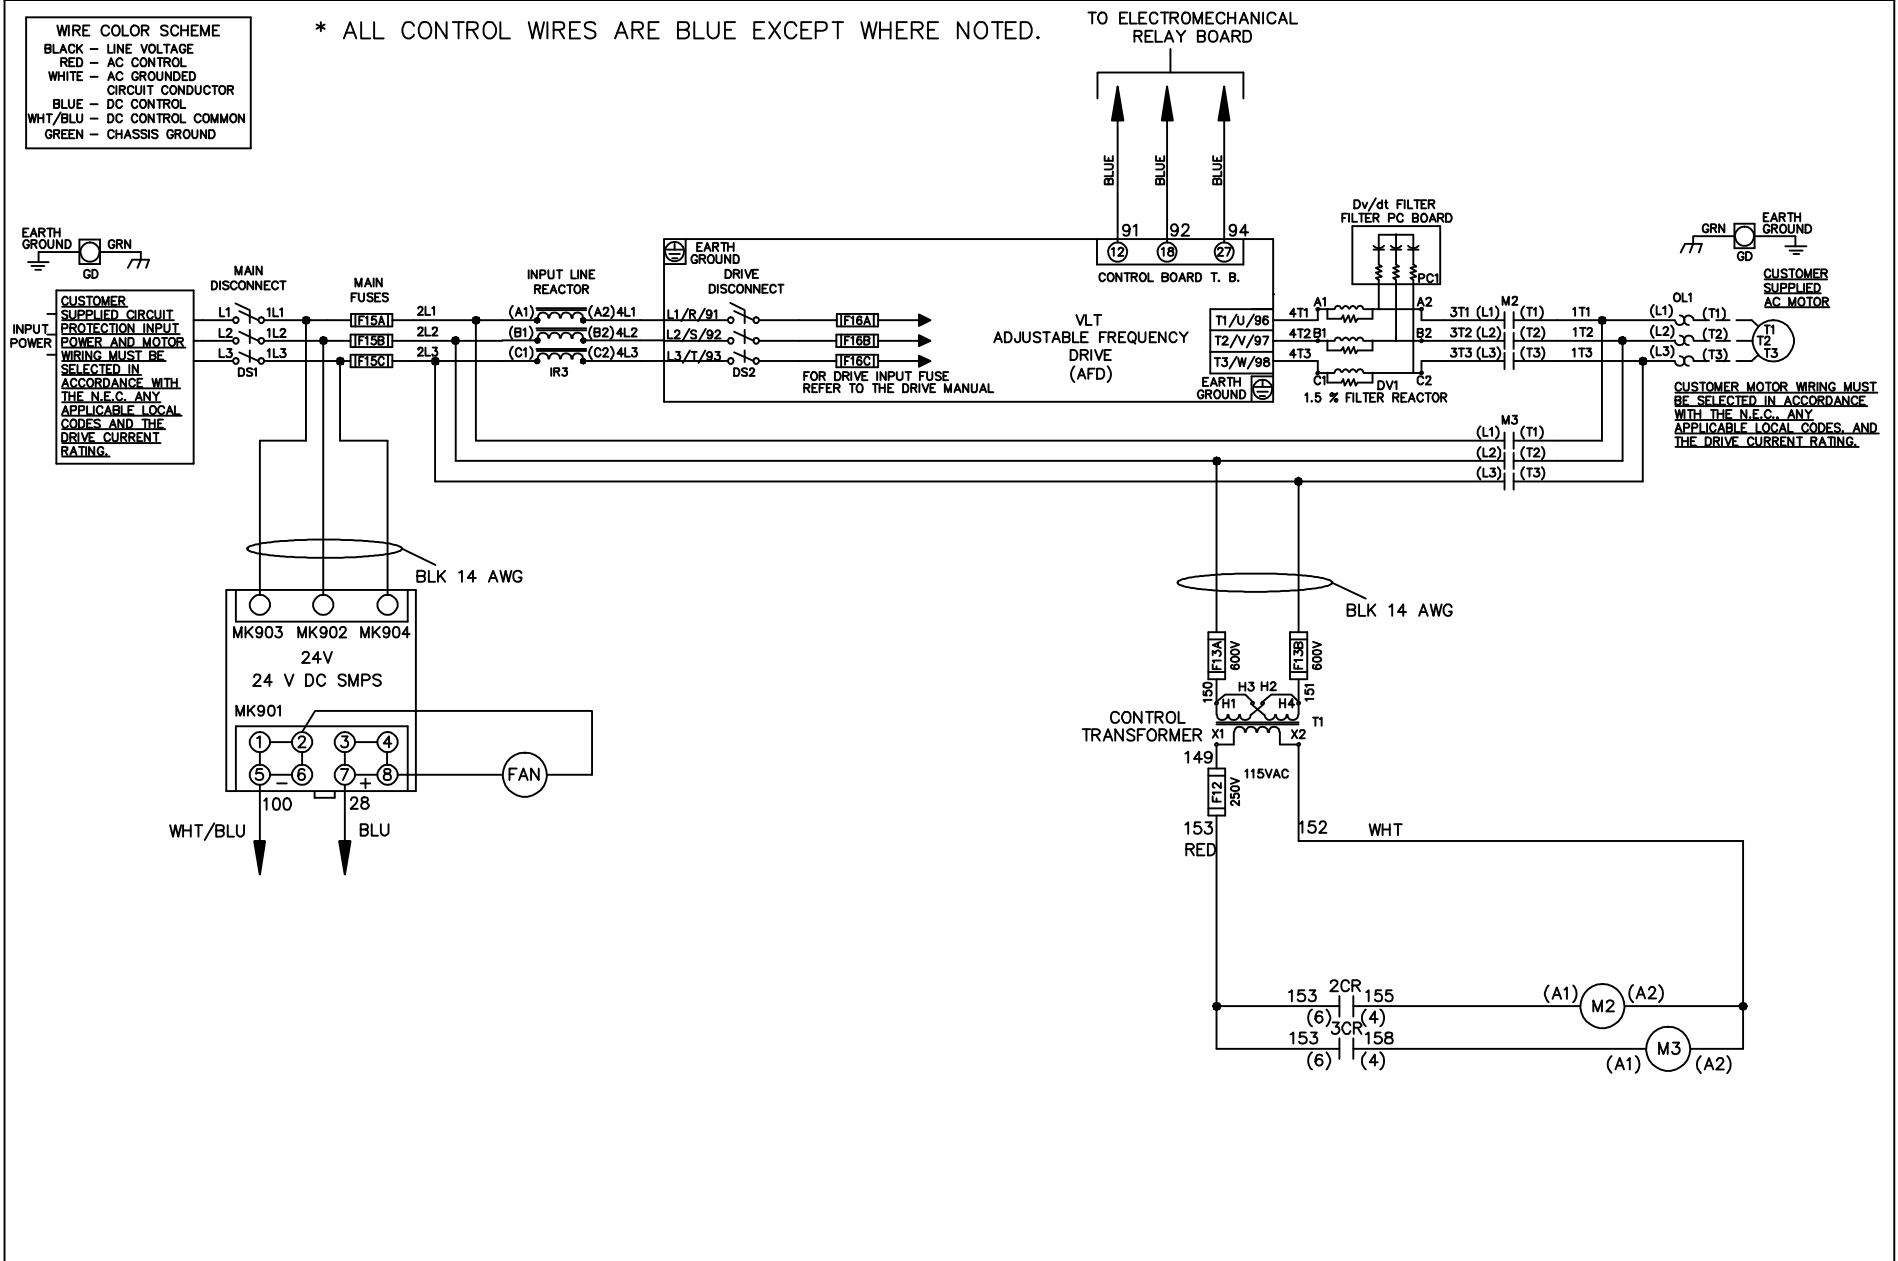 WIRE COLOR SCHEME
BLACK – LINE VOLTAGE
RED – AC CONTROL
WHITE – AC GROUNDED
CIRCUIT CONDUCTOR
BLUE – DC CONTROL
WHT/BLU – DC CONTROL COMMON
GREEN – CHASSIS GROUND
* ALL CONTROL WIRES ARE BLUE EXCEPT WHERE NOTED.
TO ELECTROMECHANICAL
RELAY BOARD
BLUE
BLUE
BLUE
91 92 94
12 18 27
CONTROL BOARD T. B.
EARTH
GROUND
GRN
GD
INPUT
POWER
CUSTOMER
SUPPLIED CIRCUIT
PROTECTION INPUT
POWER AND MOTOR
WIRING MUST BE
SELECTED IN
ACCORDANCE WITH
THE N.E.C. ANY
APPLICABLE LOCAL
CODES AND THE
DRIVE CURRENT
RATING.
MAIN
DISCONNECT
L1 1L1
L2 1L2
L3 1L3
DS1
MAIN
FUSES
F15A
F15B
F15C
2L1
2L2
2L3
INPUT LINE
REACTOR
(A1) (A2) 4L1
(B1) (B2) 4L2
(C1) (C2) 4L3
IR3
EARTH
GROUND
DRIVE
DISCONNECT
L1/R/91
L2/S/92
L3/T/93
DS2
F16A
F16B
F16C
FOR DRIVE INPUT FUSE
REFER TO THE DRIVE MANUAL
VLT
ADJUSTABLE FREQUENCY
DRIVE
(AFD)
T1/U/96
T2/V/97
T3/W/98
EARTH
GROUND
4T1
4T2
4T3
Dv/dt FILTER
FILTER PC BOARD
PC1
A1 A2
B1 B2
C1 C2
DV1
1.5 % FILTER REACTOR
M2
3T1 (L1) (T1) 1T1
3T2 (L2) (T2) 1T2
3T3 (L3) (T3) 1T3
M3
(L1) (T1)
(L2) (T2)
(L3) (T3)
OL1
(L1) (T1)
(L2) (T2)
(L3) (T3)
GRN
EARTH
GROUND
GD
CUSTOMER
SUPPLIED
AC MOTOR
T1
T2
T3
CUSTOMER MOTOR WIRING MUST
BE SELECTED IN ACCORDANCE
WITH THE N.E.C., ANY
APPLICABLE LOCAL CODES, AND
THE DRIVE CURRENT RATING.
BLK 14 AWG
MK903 MK902 MK904
24V
24 V DC SMPS
MK901
1 2 3 4
5 – 6 7 + 8
FAN
100 28
WHT/BLU BLU
BLK 14 AWG
F13A
600V
F13B
600V
150
151
H3 H2
H1 H4
T1
CONTROL
TRANSFORMER
X1 X2
149
115VAC
F12
250V
153
RED
152 WHT
2CR
153 155
(6) (4)
(A1) M2 (A2)
3CR
153 158
(6) (4)
(A1) M3 (A2)